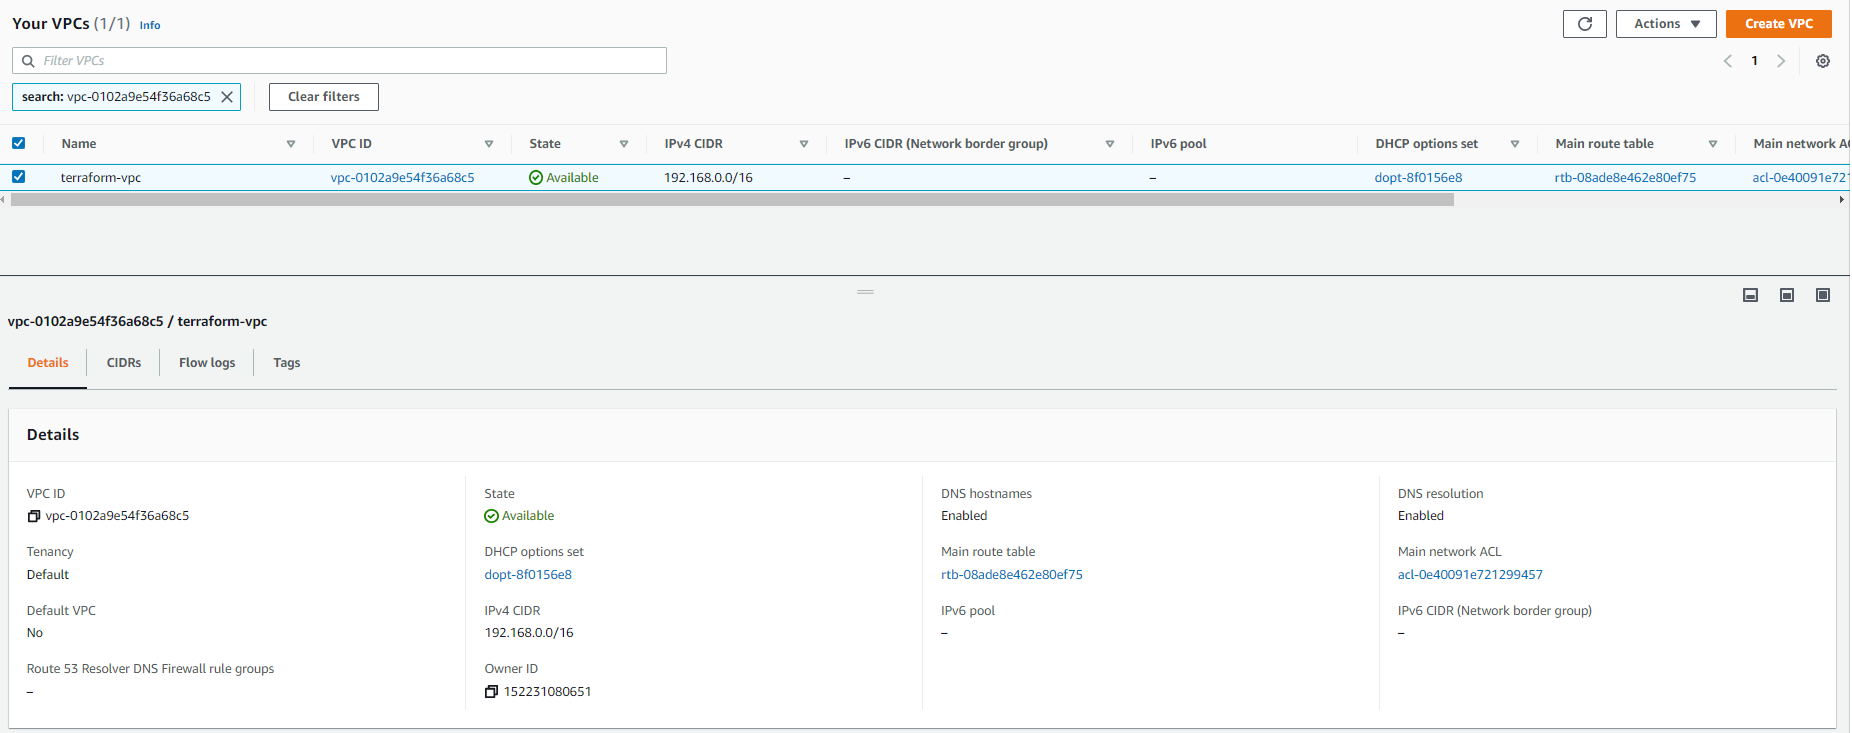 Your VPCs (1/1) Info
Actions
Create VPC
Filter VPCs
1
search: vpc-0102a9e54f36a68c5
Clear filters
Name VPC ID State IPv4 CIDR IPv6 CIDR (Network border group) IPv6 pool DHCP options set Main route table Main network AC
terraform-vpc vpc-0102a9e54f36a68c5 Available 192.168.0.0/16 – – dopt-8f0156e8 rtb-08ade8e462e80ef75 acl-0e40091e721
vpc-0102a9e54f36a68c5 / terraform-vpc
Details CIDRs Flow logs Tags
Details
VPC ID State DNS hostnames DNS resolution
vpc-0102a9e54f36a68c5 Available Enabled Enabled
Tenancy DHCP options set Main route table Main network ACL
Default dopt-8f0156e8 rtb-08ade8e462e80ef75 acl-0e40091e721299457
Default VPC IPv4 CIDR IPv6 pool IPv6 CIDR (Network border group)
No 192.168.0.0/16 – –
Route 53 Resolver DNS Firewall rule groups Owner ID
– 152231080651